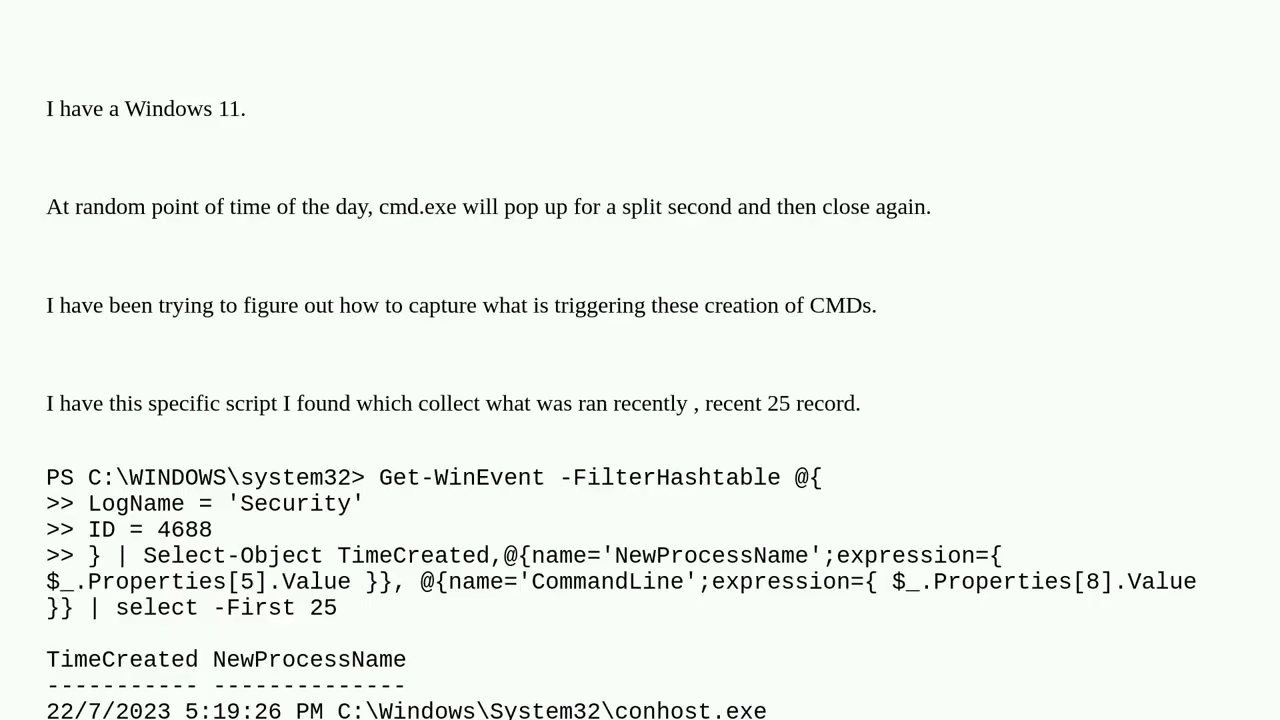 I have a Windows 11.
At random point of time of the day, cmd.exe will pop up for a split second and then close again.
I have been trying to figure out how to capture what is triggering these creation of CMDs.
I have this specific script I found which collect what was ran recently , recent 25 record.
PS C:\WINDOWS\system32> Get-WinEvent -FilterHashtable @{
>> LogName = 'Security'
>> ID = 4688
>> } | Select-Object TimeCreated,@{name='NewProcessName';expression={
$_.Properties[5].Value }}, @{name='CommandLine';expression={ $_.Properties[8].Value
}} | select -First 25
TimeCreated NewProcessName
----------- --------------
22/7/2023 5:19:26 PM C:\Windows\System32\conhost.exe